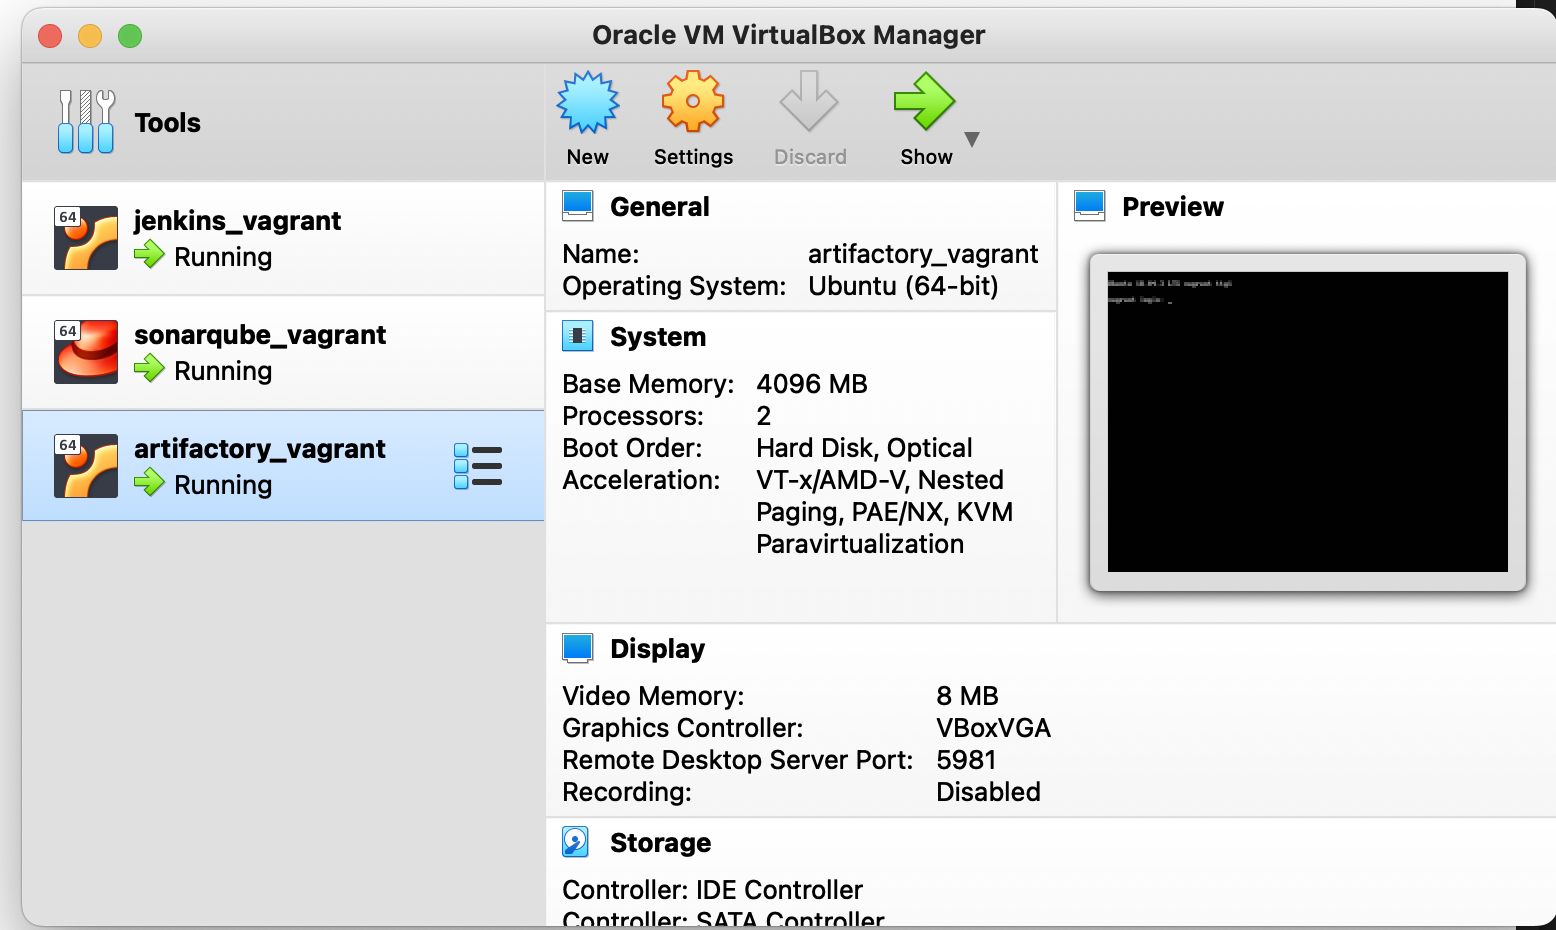 Oracle VM VirtualBox Manager
Tools
New
Settings
Discard
Show
64
jenkins_vagrant
Running
64
sonarqube_vagrant
Running
64
artifactory_vagrant
Running
General
Name: artifactory_vagrant
Operating System: Ubuntu (64-bit)
System
Base Memory: 4096 MB
Processors: 2
Boot Order: Hard Disk, Optical
Acceleration: VT-x/AMD-V, Nested
Paging, PAE/NX, KVM
Paravirtualization
Preview
vagrant login: _
Display
Video Memory: 8 MB
Graphics Controller: VBoxVGA
Remote Desktop Server Port: 5981
Recording: Disabled
Storage
Controller: IDE Controller
Controller: SATA Controller